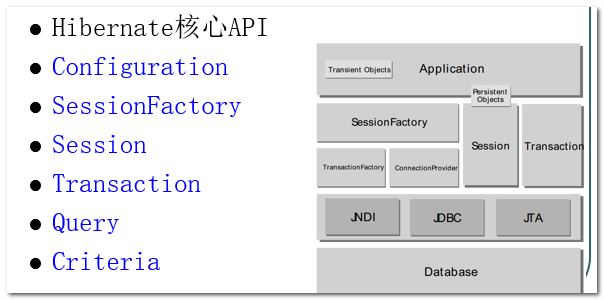 Hibernate核心API
Configuration
SessionFactory
Session
Transaction
Query
Criteria
Transient Objects
Application
Persistent
Objects
SessionFactory
Session
Transaction
TransactionFactory
ConnectionProvider
JNDI
JDBC
JTA
Database